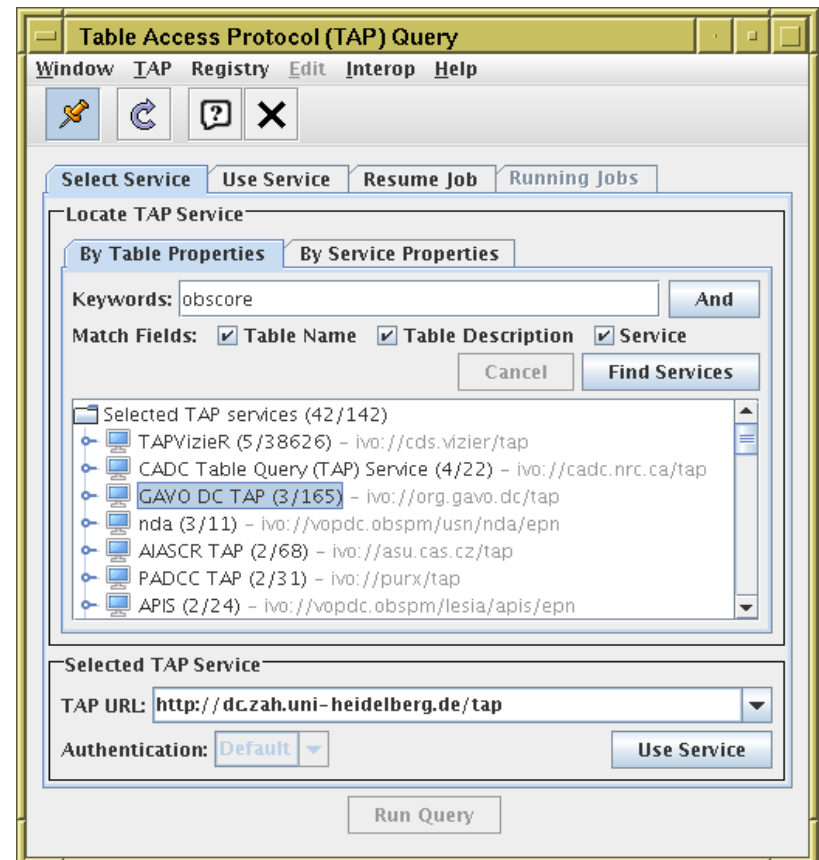 Table Access Protocol (TAP) Query
Window TAP Registry Edit Interop Help
Select Service Use Service Resume Job Running Jobs
Locate TAP Service
By Table Properties By Service Properties
Keywords: obscore And
Match Fields: Table Name Table Description Service
Cancel Find Services
Selected TAP services (42/142)
TAPVizieR (5/38626) – ivo://cds.vizier/tap
CADC Table Query (TAP) Service (4/22) – ivo://cadc.nrc.ca/tap
GAVO DC TAP (3/165) – ivo://org.gavo.dc/tap
nda (3/11) – ivo://vopdc.obspm/usn/nda/epn
AIASCR TAP (2/68) – ivo://asu.cas.cz/tap
PADCC TAP (2/31) – ivo://purx/tap
APIS (2/24) – ivo://vopdc.obspm/lesia/apis/epn
Selected TAP Service
TAP URL: http://dc.zah.uni-heidelberg.de/tap
Authentication: Default Use Service
Run Query